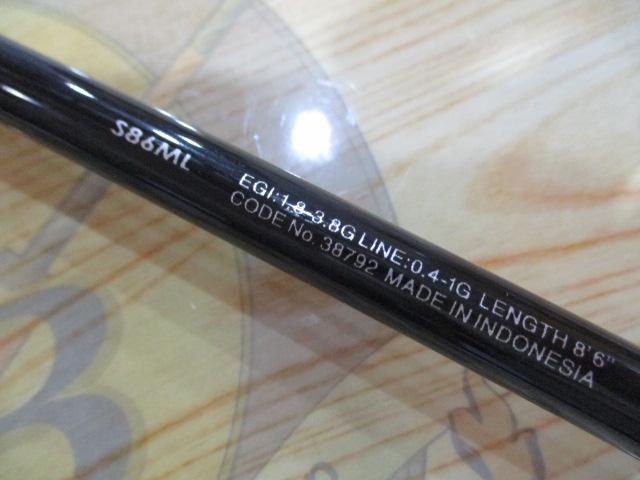 S86ML
EGI:1.8-3.8G LINE:0.4-1G LENGTH 8'6"
CODE No. 38792 MADE IN INDONESIA